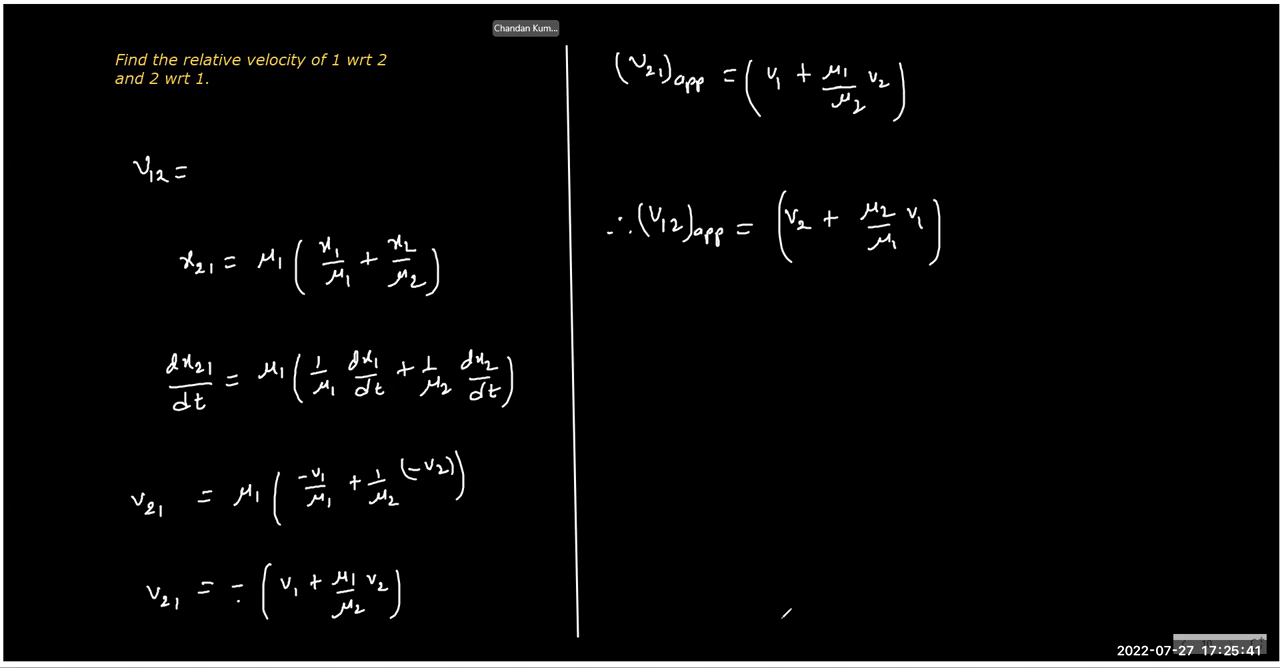 Chandan Kum...
Find the relative velocity of 1 wrt 2
and 2 wrt 1.
v₁₂ =
x₂₁ = μ₁ ( x₁/μ₁ + x₂/μ₂ )
dx₂₁/dt = μ₁ ( 1/μ₁ dx₁/dt + 1/μ₂ dx₂/dt )
v₂₁ = μ₁ ( -v₁/μ₁ + 1/μ₂ (-v₂) )
v₂₁ = - ( v₁ + μ₁/μ₂ v₂ )
(v₂₁)app = ( v₁ + μ₁/μ₂ v₂ )
∴ (v₁₂)app = ( v₂ + μ₂/μ₁ v₁ )
2022-07-27 17:25:41